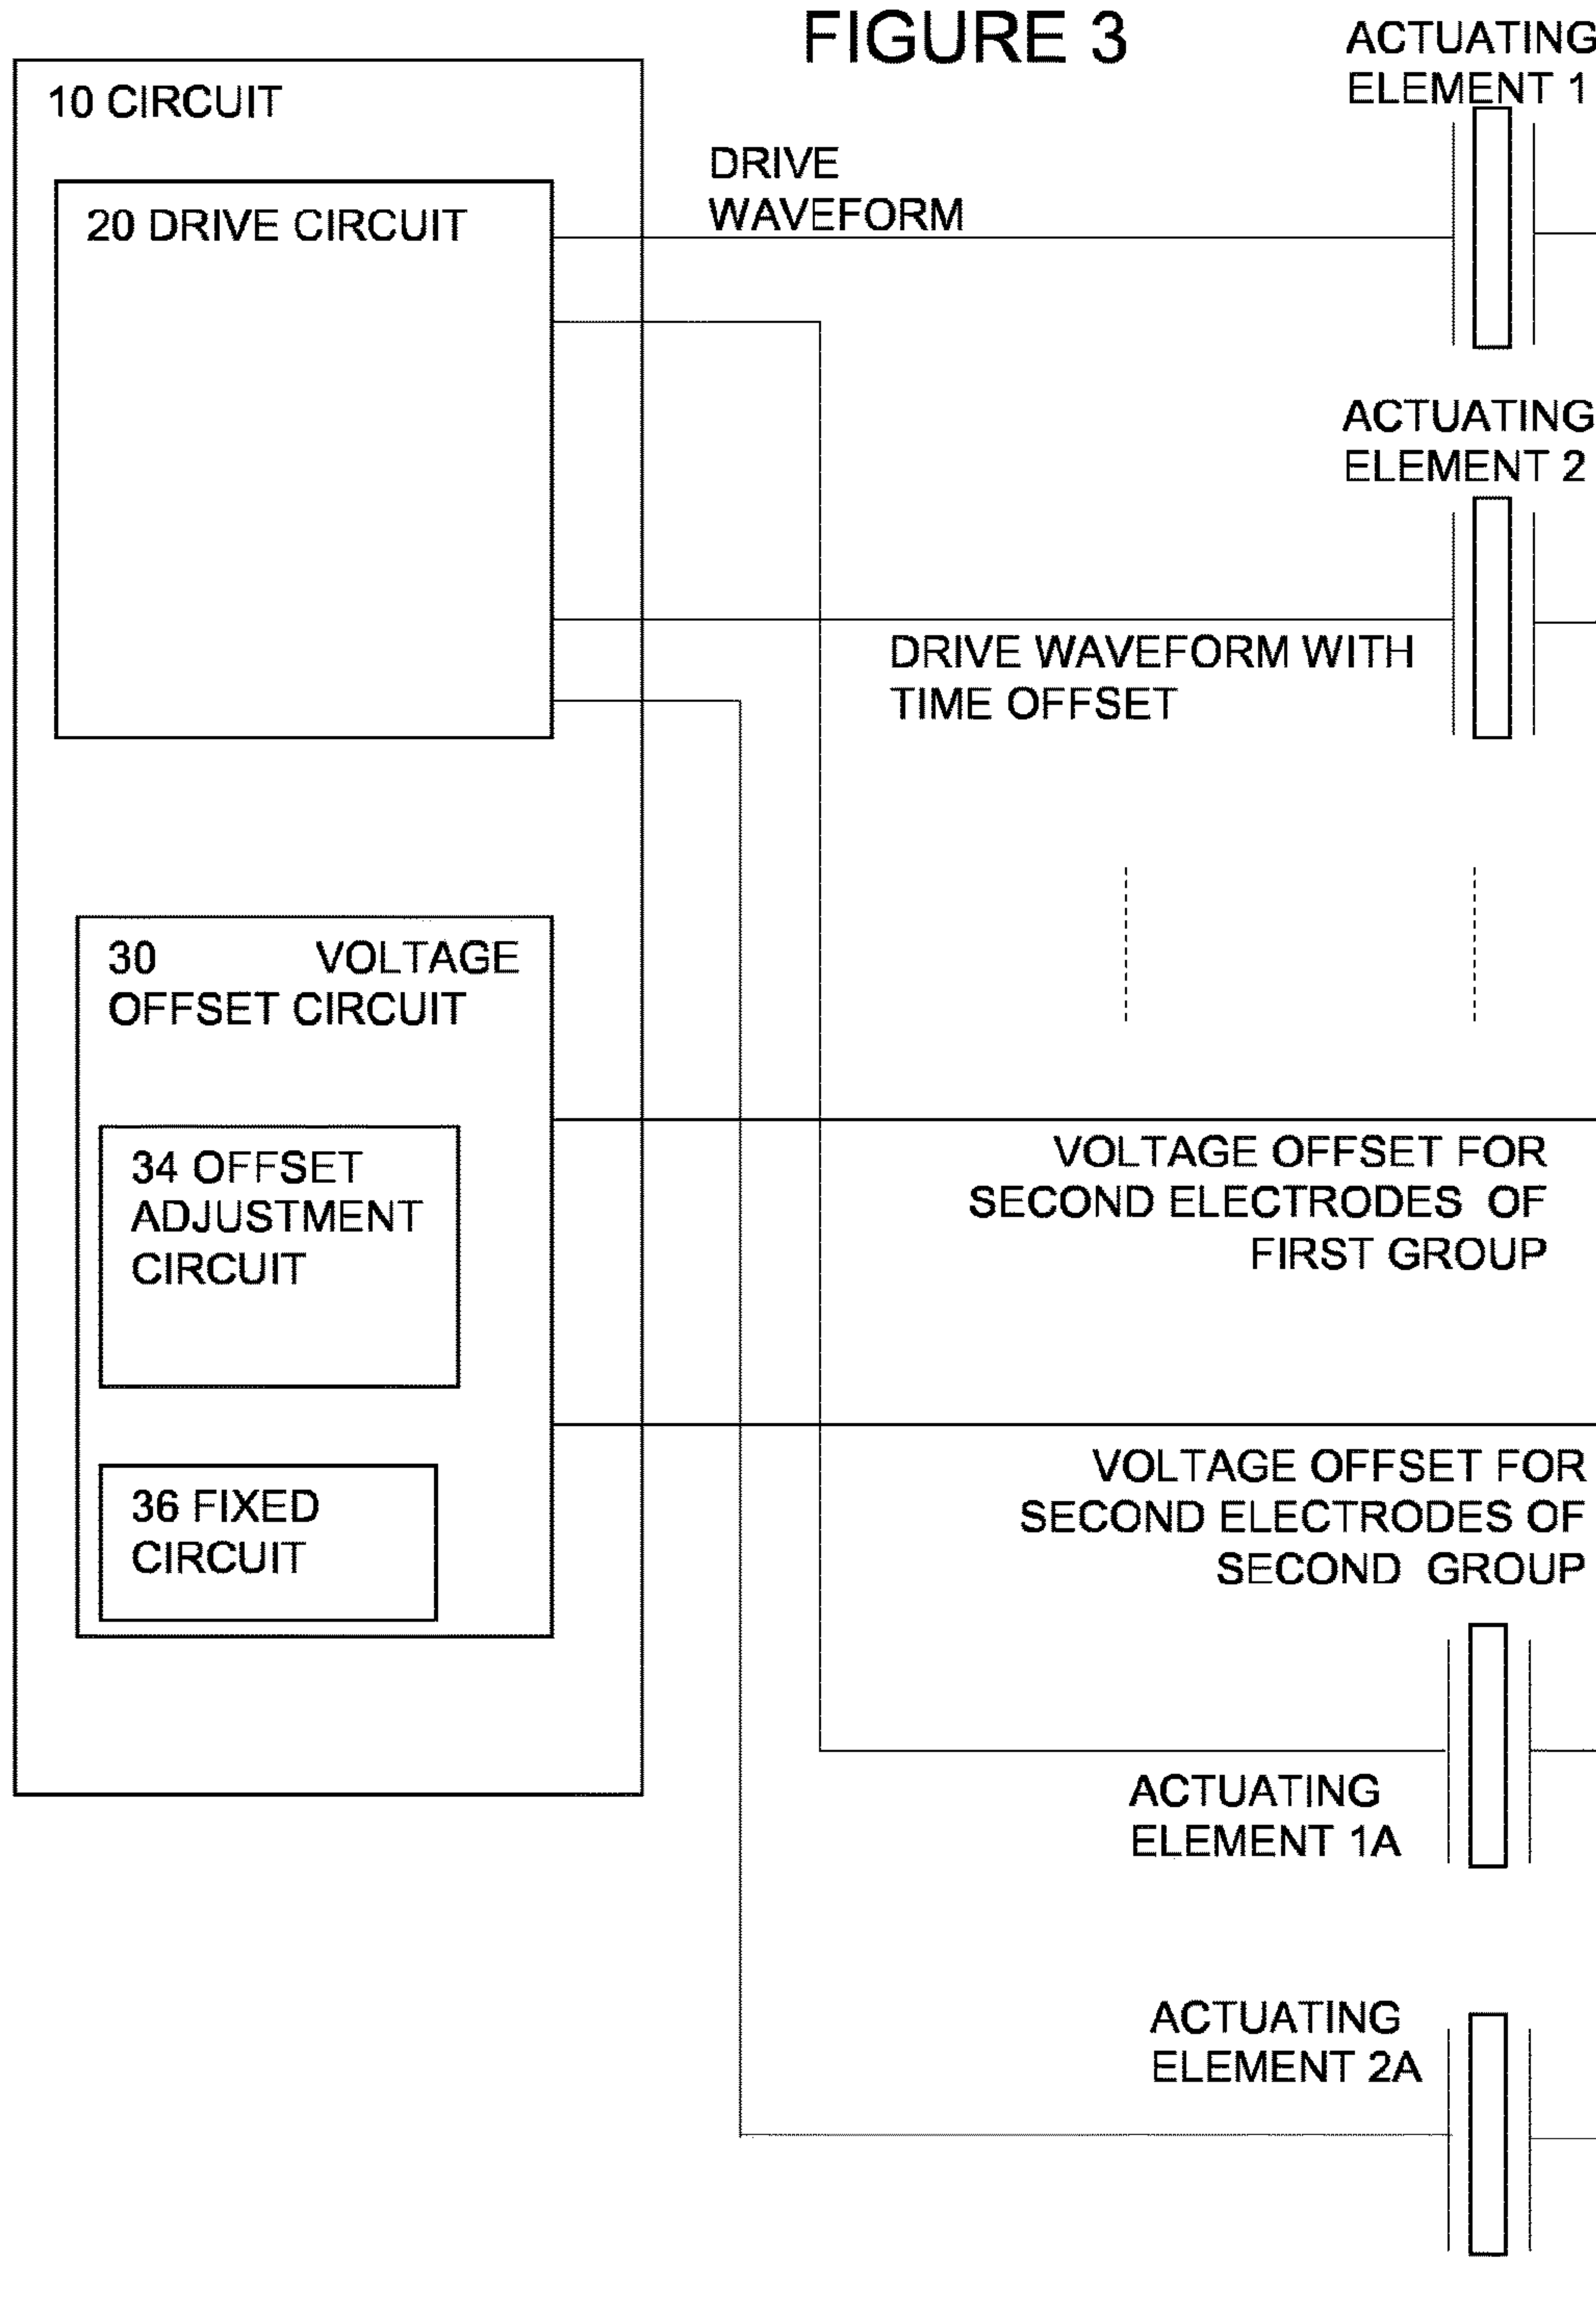 FIGURE 3
ACTUATING
ELEMENT 1
10 CIRCUIT
DRIVE
WAVEFORM
20 DRIVE CIRCUIT
ACTUATING
ELEMENT 2
DRIVE WAVEFORM WITH
TIME OFFSET
30 VOLTAGE
OFFSET CIRCUIT
34 OFFSET
ADJUSTMENT
CIRCUIT
VOLTAGE OFFSET FOR
SECOND ELECTRODES OF
FIRST GROUP
36 FIXED
CIRCUIT
VOLTAGE OFFSET FOR
SECOND ELECTRODES OF
SECOND GROUP
ACTUATING
ELEMENT 1A
ACTUATING
ELEMENT 2A